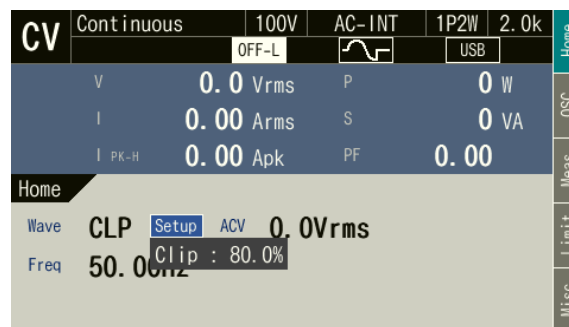 CV Continuous 100V AC-INT 1P2W 2.0k
OFF-L USB
V 0.0 Vrms P 0 W
I 0.00 Arms S 0 VA
I PK-H 0.00 Apk PF 0.00
Home
Wave CLP Setup ACV 0.0Vrms
Clip : 80.0%
Freq 50.00Hz
Home
OSC
Meas
Limit
Misc